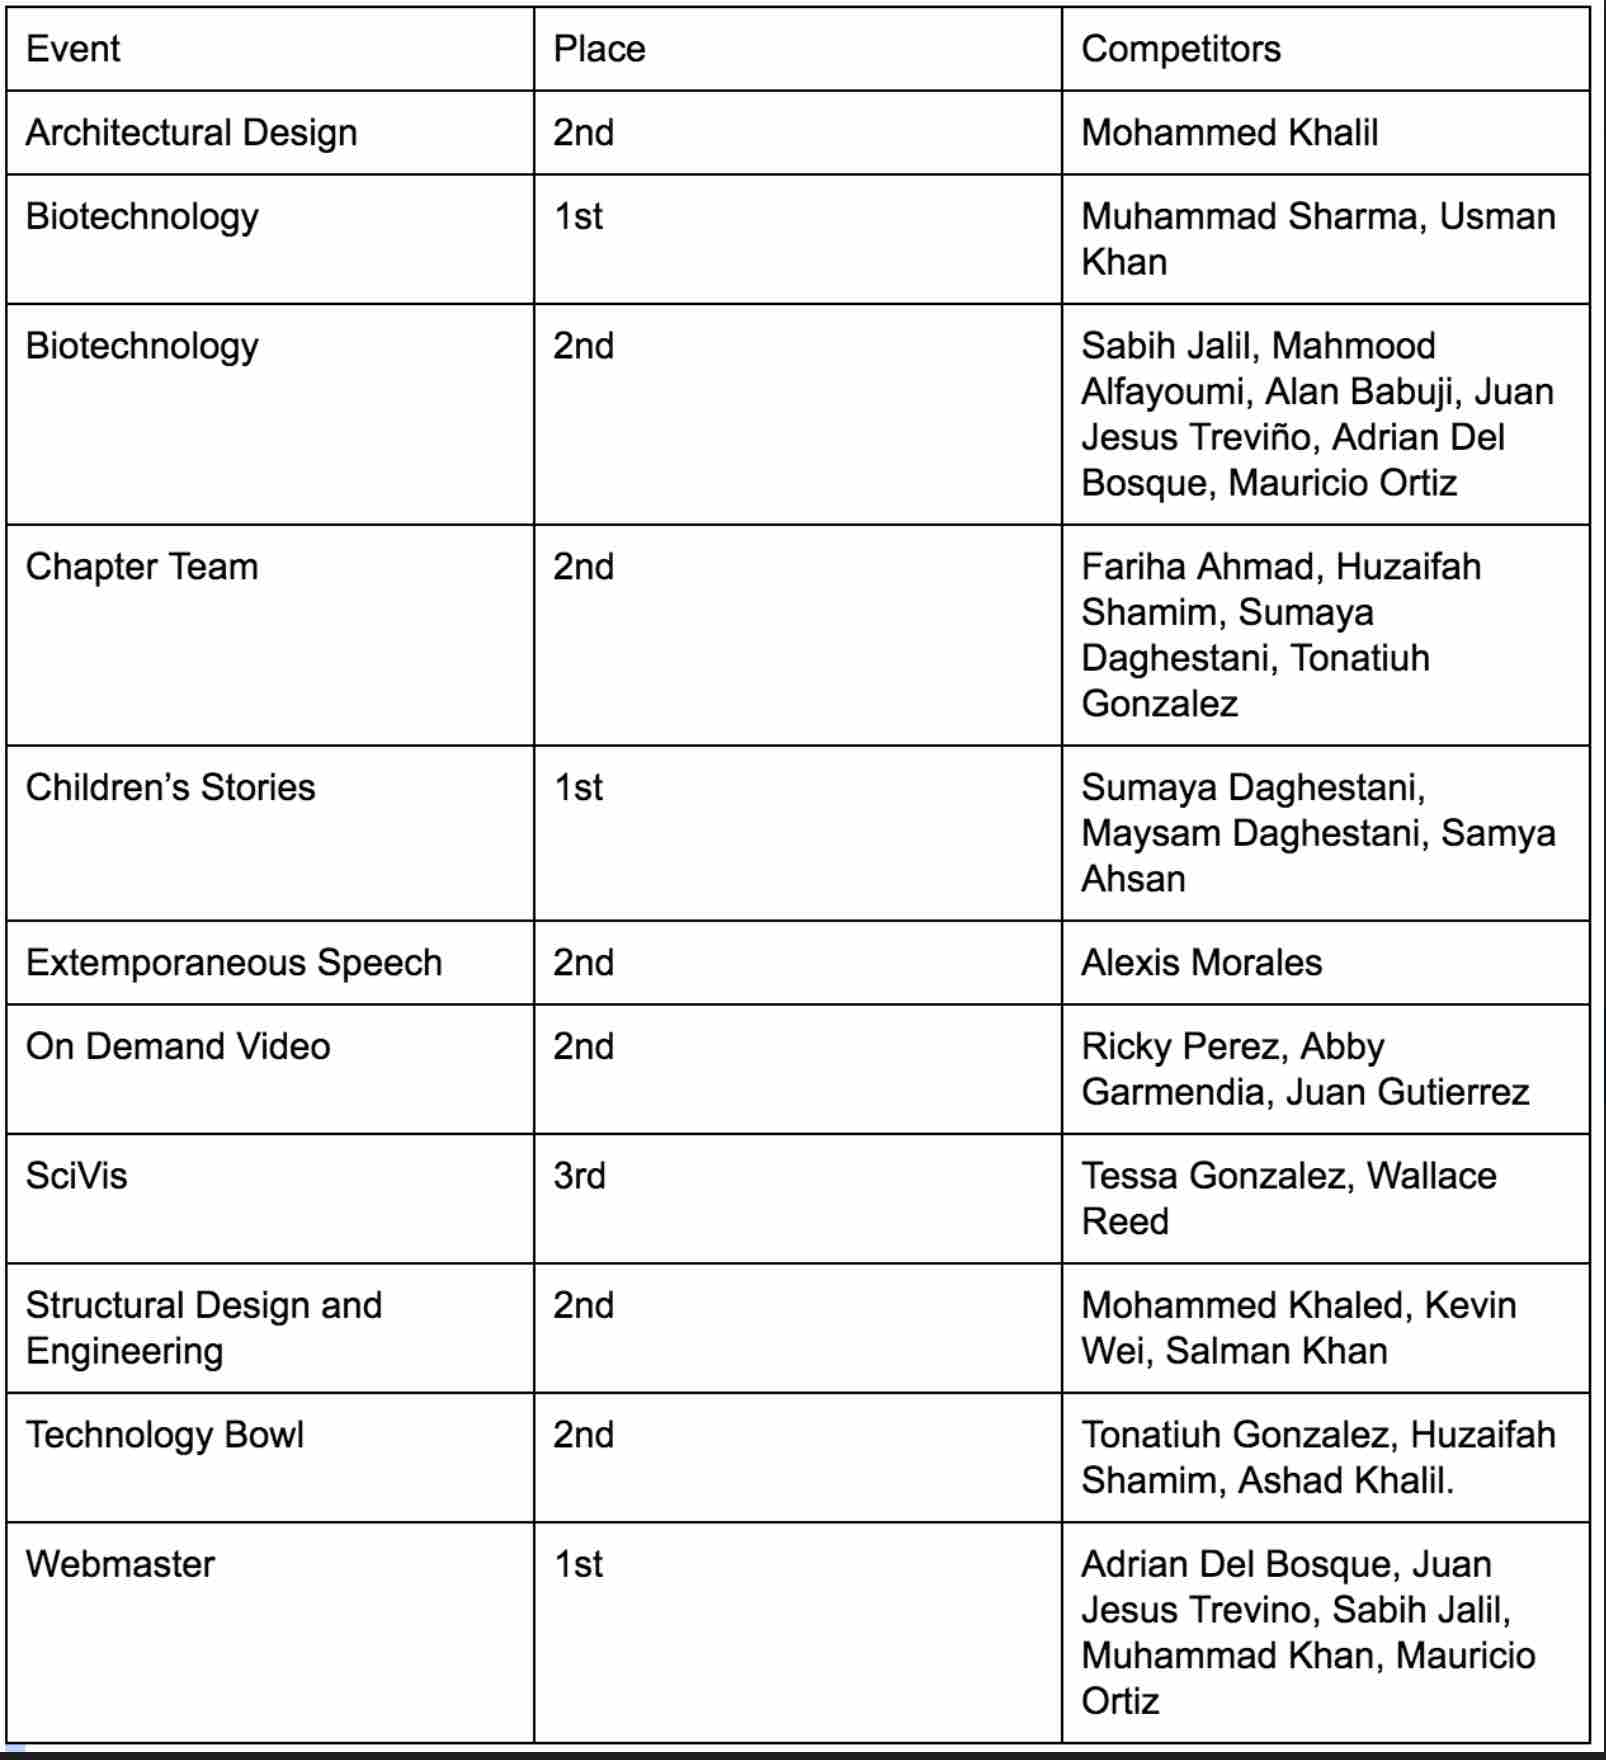 Event Place Competitors
Architectural Design 2nd Mohammed Khalil
Biotechnology 1st Muhammad Sharma, Usman
Khan
Biotechnology 2nd Sabih Jalil, Mahmood
Alfayoumi, Alan Babuji, Juan
Jesus Treviño, Adrian Del
Bosque, Mauricio Ortiz
Chapter Team 2nd Fariha Ahmad, Huzaifah
Shamim, Sumaya
Daghestani, Tonatiuh
Gonzalez
Children’s Stories 1st Sumaya Daghestani,
Maysam Daghestani, Samya
Ahsan
Extemporaneous Speech 2nd Alexis Morales
On Demand Video 2nd Ricky Perez, Abby
Garmendia, Juan Gutierrez
SciVis 3rd Tessa Gonzalez, Wallace
Reed
Structural Design and 2nd Mohammed Khaled, Kevin
Engineering Wei, Salman Khan
Technology Bowl 2nd Tonatiuh Gonzalez, Huzaifah
Shamim, Ashad Khalil.
Webmaster 1st Adrian Del Bosque, Juan
Jesus Trevino, Sabih Jalil,
Muhammad Khan, Mauricio
Ortiz